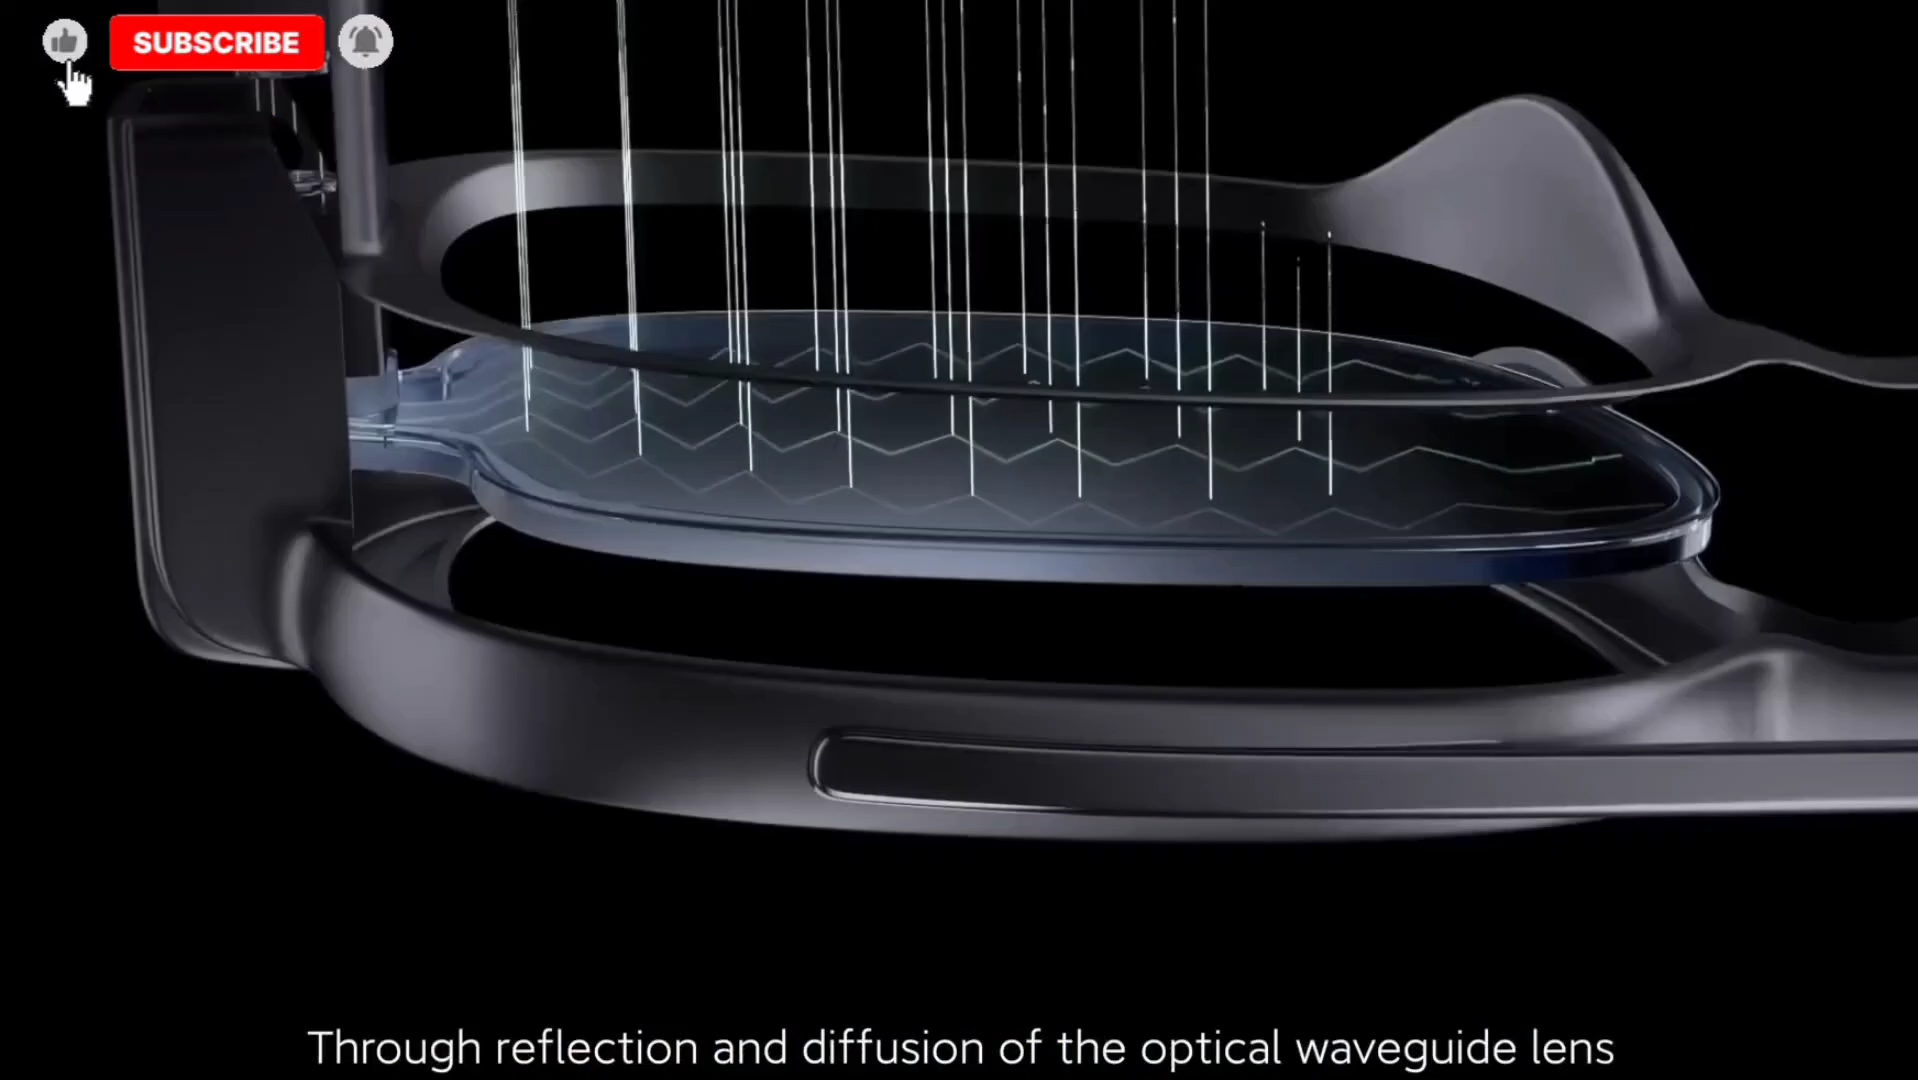 SUBSCRIBE
Through reflection and diffusion of the optical waveguide lens